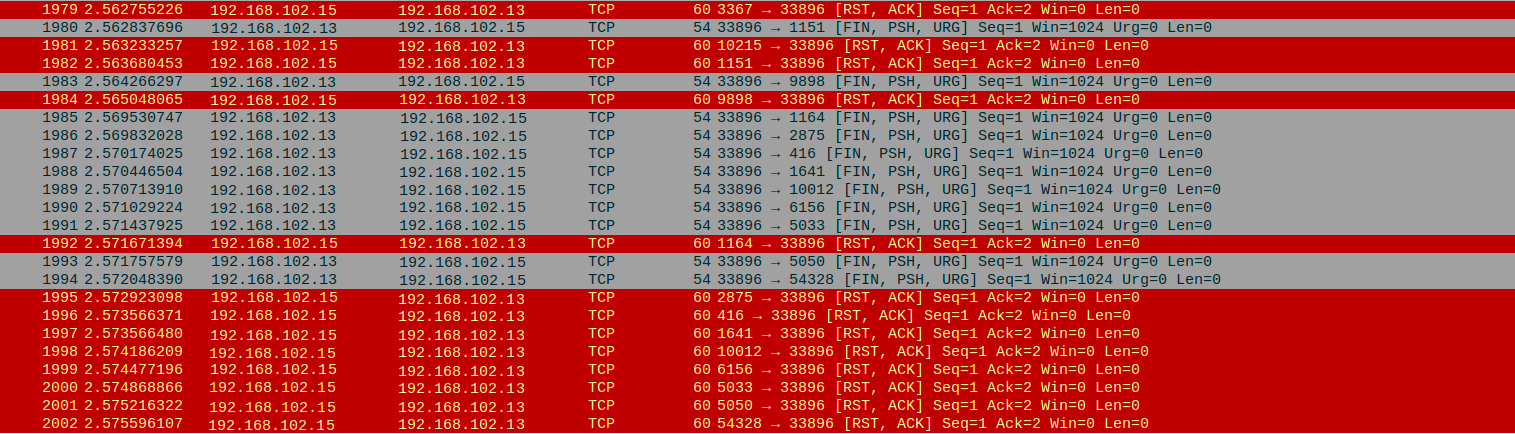 1979 2.562755226 192.168.102.15 192.168.102.13 TCP 60 3367 → 33896 [RST, ACK] Seq=1 Ack=2 Win=0 Len=0
1980 2.562837696 192.168.102.13 192.168.102.15 TCP 54 33896 → 1151 [FIN, PSH, URG] Seq=1 Win=1024 Urg=0 Len=0
1981 2.563233257 192.168.102.15 192.168.102.13 TCP 60 10215 → 33896 [RST, ACK] Seq=1 Ack=2 Win=0 Len=0
1982 2.563680453 192.168.102.15 192.168.102.13 TCP 60 1151 → 33896 [RST, ACK] Seq=1 Ack=2 Win=0 Len=0
1983 2.564266297 192.168.102.13 192.168.102.15 TCP 54 33896 → 9898 [FIN, PSH, URG] Seq=1 Win=1024 Urg=0 Len=0
1984 2.565048065 192.168.102.15 192.168.102.13 TCP 60 9898 → 33896 [RST, ACK] Seq=1 Ack=2 Win=0 Len=0
1985 2.569530747 192.168.102.13 192.168.102.15 TCP 54 33896 → 1164 [FIN, PSH, URG] Seq=1 Win=1024 Urg=0 Len=0
1986 2.569832028 192.168.102.13 192.168.102.15 TCP 54 33896 → 2875 [FIN, PSH, URG] Seq=1 Win=1024 Urg=0 Len=0
1987 2.570174025 192.168.102.13 192.168.102.15 TCP 54 33896 → 416 [FIN, PSH, URG] Seq=1 Win=1024 Urg=0 Len=0
1988 2.570446504 192.168.102.13 192.168.102.15 TCP 54 33896 → 1641 [FIN, PSH, URG] Seq=1 Win=1024 Urg=0 Len=0
1989 2.570713910 192.168.102.13 192.168.102.15 TCP 54 33896 → 10012 [FIN, PSH, URG] Seq=1 Win=1024 Urg=0 Len=0
1990 2.571029224 192.168.102.13 192.168.102.15 TCP 54 33896 → 6156 [FIN, PSH, URG] Seq=1 Win=1024 Urg=0 Len=0
1991 2.571437925 192.168.102.13 192.168.102.15 TCP 54 33896 → 5033 [FIN, PSH, URG] Seq=1 Win=1024 Urg=0 Len=0
1992 2.571671394 192.168.102.15 192.168.102.13 TCP 60 1164 → 33896 [RST, ACK] Seq=1 Ack=2 Win=0 Len=0
1993 2.571757579 192.168.102.13 192.168.102.15 TCP 54 33896 → 5050 [FIN, PSH, URG] Seq=1 Win=1024 Urg=0 Len=0
1994 2.572048390 192.168.102.13 192.168.102.15 TCP 54 33896 → 54328 [FIN, PSH, URG] Seq=1 Win=1024 Urg=0 Len=0
1995 2.572923098 192.168.102.15 192.168.102.13 TCP 60 2875 → 33896 [RST, ACK] Seq=1 Ack=2 Win=0 Len=0
1996 2.573566371 192.168.102.15 192.168.102.13 TCP 60 416 → 33896 [RST, ACK] Seq=1 Ack=2 Win=0 Len=0
1997 2.573566480 192.168.102.15 192.168.102.13 TCP 60 1641 → 33896 [RST, ACK] Seq=1 Ack=2 Win=0 Len=0
1998 2.574186209 192.168.102.15 192.168.102.13 TCP 60 10012 → 33896 [RST, ACK] Seq=1 Ack=2 Win=0 Len=0
1999 2.574477196 192.168.102.15 192.168.102.13 TCP 60 6156 → 33896 [RST, ACK] Seq=1 Ack=2 Win=0 Len=0
2000 2.574868866 192.168.102.15 192.168.102.13 TCP 60 5033 → 33896 [RST, ACK] Seq=1 Ack=2 Win=0 Len=0
2001 2.575216322 192.168.102.15 192.168.102.13 TCP 60 5050 → 33896 [RST, ACK] Seq=1 Ack=2 Win=0 Len=0
2002 2.575596107 192.168.102.15 192.168.102.13 TCP 60 54328 → 33896 [RST, ACK] Seq=1 Ack=2 Win=0 Len=0